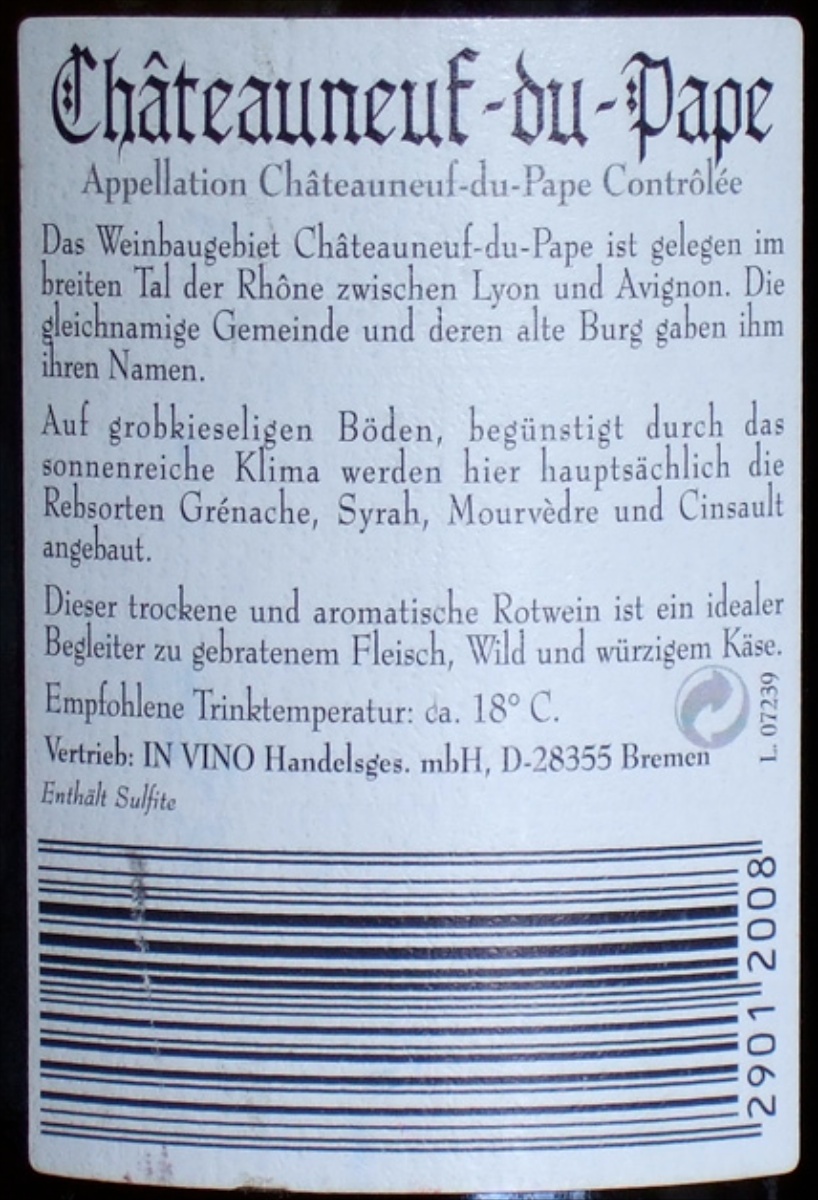 Châteauneuf-du-Pape
Appellation Châteauneuf-du-Pape Contrôlée
Das Weinbaugebiet Châteauneuf-du-Pape ist gelegen im
breiten Tal der Rhône zwischen Lyon und Avignon. Die
gleichnamige Gemeinde und deren alte Burg gaben ihm
ihren Namen.
Auf grobkieseligen Böden, begünstigt durch das
sonnenreiche Klima werden hier hauptsächlich die
Rebsorten Grénache, Syrah, Mourvèdre und Cinsault
angebaut.
Dieser trockene und aromatische Rotwein ist ein idealer
Begleiter zu gebratenem Fleisch, Wild und würzigem Käse.
Empfohlene Trinktemperatur: ca. 18° C.
L. 07239
Vertrieb: IN VINO Handelsges. mbH, D-28355 Bremen
Enthält Sulfite
2901 2008